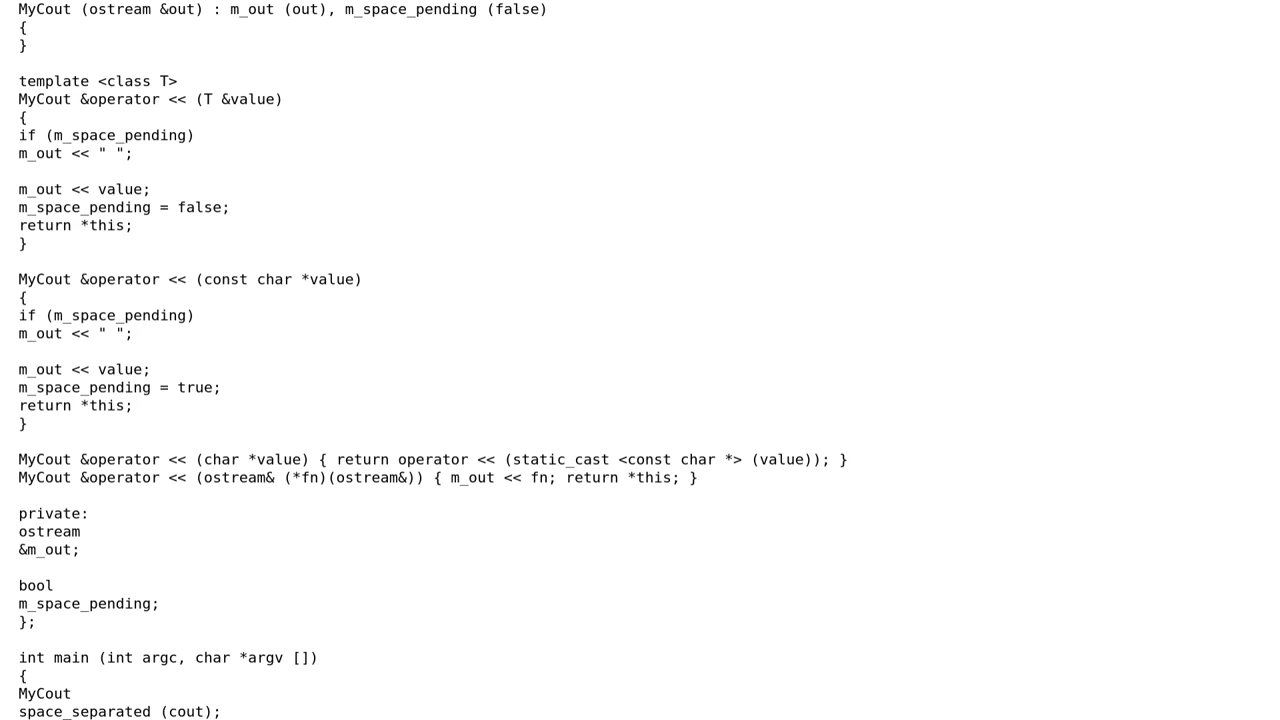 MyCout (ostream &out) : m_out (out), m_space_pending (false)
{
}
template <class T>
MyCout &operator << (T &value)
{
if (m_space_pending)
m_out << " ";
m_out << value;
m_space_pending = false;
return *this;
}
MyCout &operator << (const char *value)
{
if (m_space_pending)
m_out << " ";
m_out << value;
m_space_pending = true;
return *this;
}
MyCout &operator << (char *value) { return operator << (static_cast <const char *> (value)); }
MyCout &operator << (ostream& (*fn)(ostream&)) { m_out << fn; return *this; }
private:
ostream
&m_out;
bool
m_space_pending;
};
int main (int argc, char *argv [])
{
MyCout
space_separated (cout);